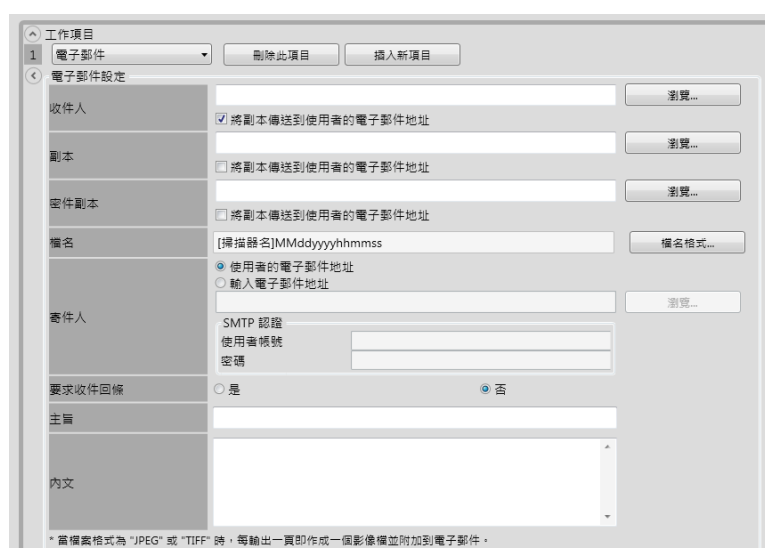 工作項目
1 電子郵件 刪除此項目 插入新項目
電子郵件設定
收件人 瀏覽...
將副本傳送到使用者的電子郵件地址
副本 瀏覽...
將副本傳送到使用者的電子郵件地址
密件副本 瀏覽...
將副本傳送到使用者的電子郵件地址
檔名 [掃描器名]MMddyyyyhhmmss 檔名格式...
使用者的電子郵件地址
輸入電子郵件地址
寄件人 瀏覽...
SMTP 認證
使用者帳號
密碼
要求收件回條 是 否
主旨
內文
* 當檔案格式為 "JPEG" 或 "TIFF" 時，每輸出一頁即作成一個影像檔並附加到電子郵件。